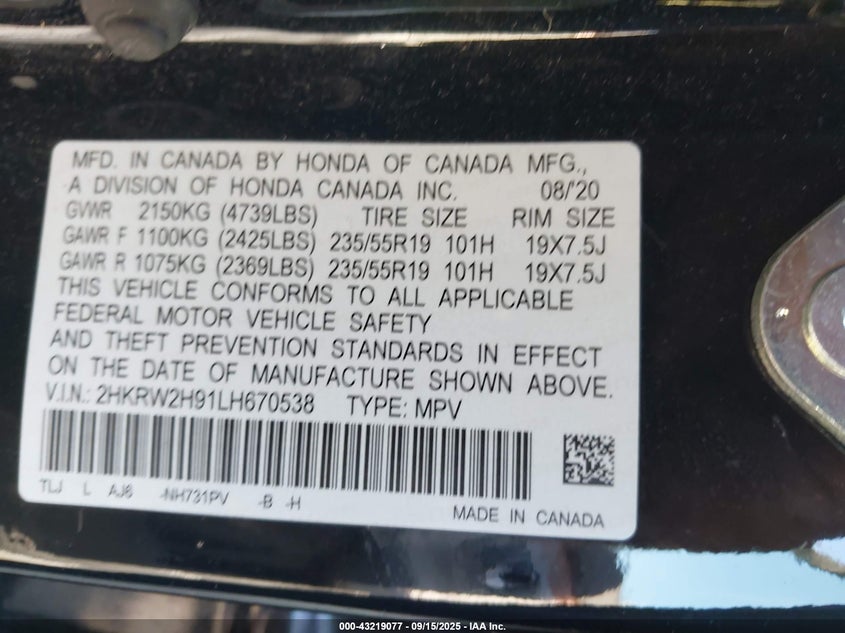 MFD. IN CANADA BY HONDA OF CANADA MFG.,
A DIVISION OF HONDA CANADA INC. 08/'20
GVWR 2150KG (4739LBS) TIRE SIZE RIM SIZE
GAWR F 1100KG (2425LBS) 235/55R19 101H 19X7.5J
GAWR R 1075KG (2369LBS) 235/55R19 101H 19X7.5J
THIS VEHICLE CONFORMS TO ALL APPLICABLE
FEDERAL MOTOR VEHICLE SAFETY
AND THEFT PREVENTION STANDARDS IN EFFECT
ON THE DATE OF MANUFACTURE SHOWN ABOVE.
V.I.N.: 2HKRW2H91LH670538 TYPE: MPV
TLJ L AJ6 -NH731PV -B -H
MADE IN CANADA
000-43219077 - 09/15/2025 - IAA Inc.